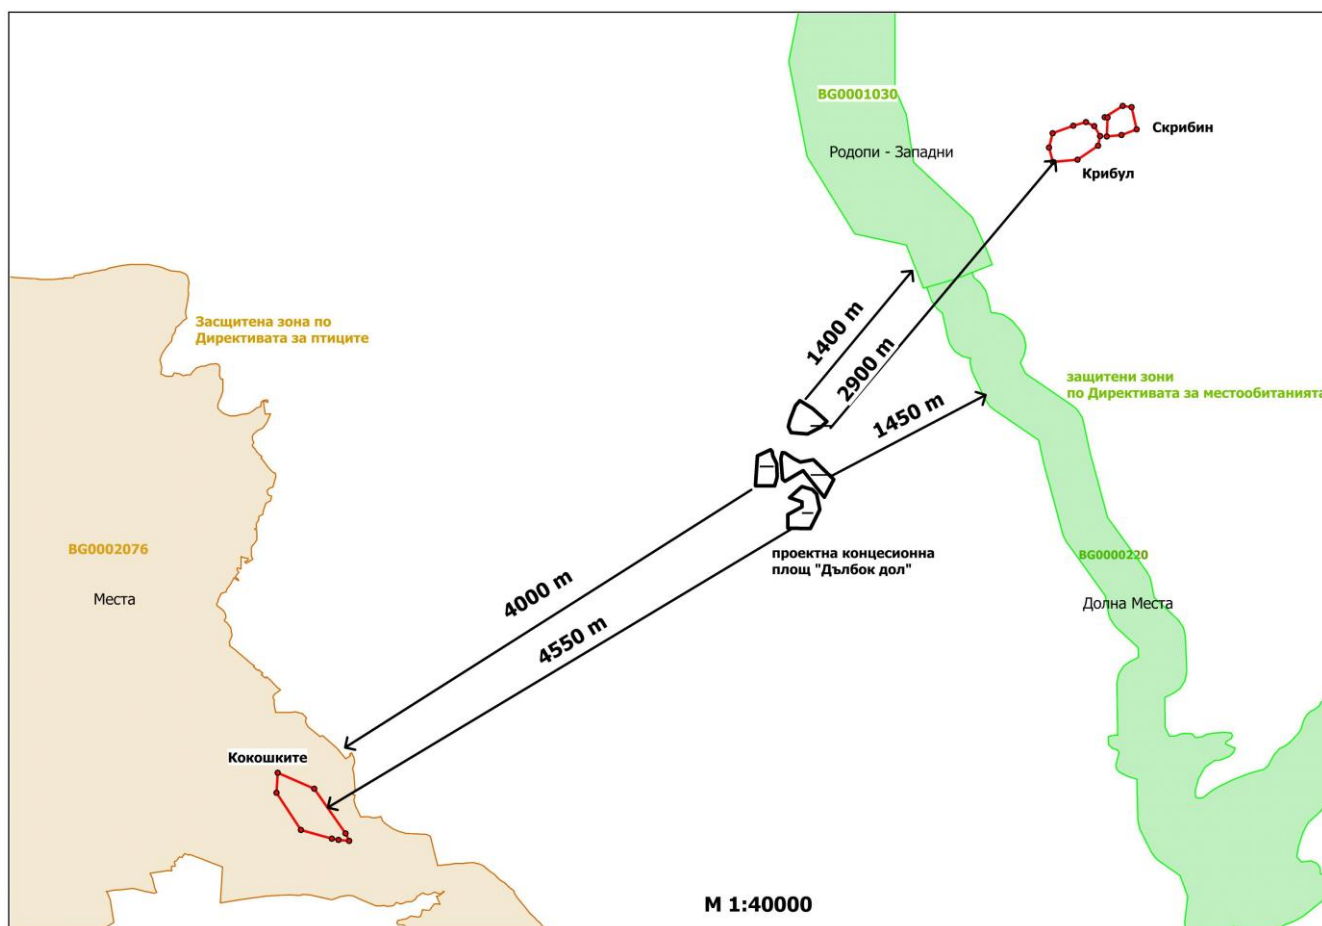 BG0001030
Родопи - Западни
Скрибин
Крибул
Засщитена зона по
Директивата за птиците
1400 m
2900 m
защитени зони
по Директивата за местообитанията
1450 m
BG0002076
Места
проектна концесионна
площ "Дълбок дол"
BG0000220
Долна Места
4000 m
4550 m
Кокошките
М 1:40000